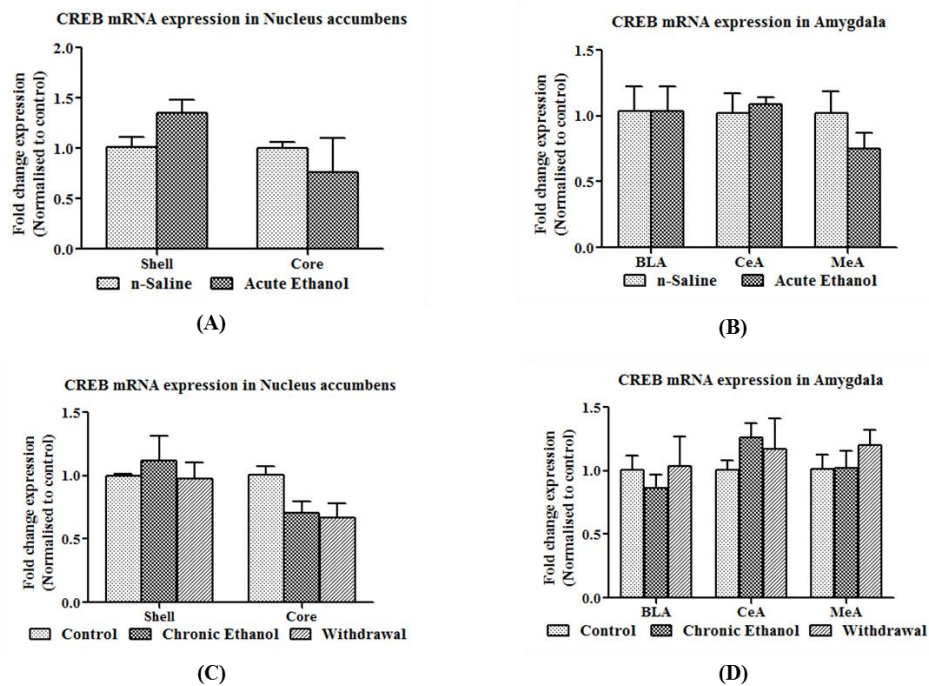 CREB mRNA expression in Nucleus accumbens
Fold change expression
(Normalised to control)
2.0
1.5
1.0
0.5
0.0
Shell
Core
n-Saline
Acute Ethanol
(A)
CREB mRNA expression in Amygdala
Fold change expression
(Normalised to control)
1.5
1.0
0.5
0.0
BLA
CeA
MeA
n-Saline
Acute Ethanol
(B)
CREB mRNA expression in Nucleus accumbens
Fold change expression
(Normalised to control)
1.5
1.0
0.5
0.0
Shell
Core
Control
Chronic Ethanol
Withdrawal
(C)
CREB mRNA expression in Amygdala
Fold change expression
(Normalised to control)
1.5
1.0
0.5
0.0
BLA
CeA
MeA
Control
Chronic Ethanol
Withdrawal
(D)